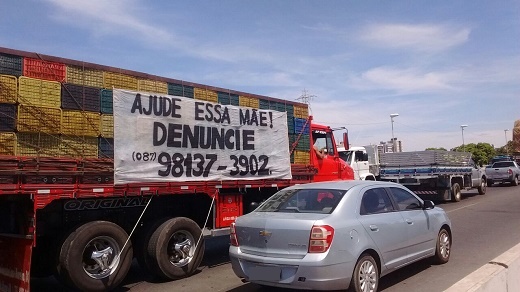 AJUDE ESSA MÃE!
DENUNCIE
(087) 98137-3902
ORIGINAL